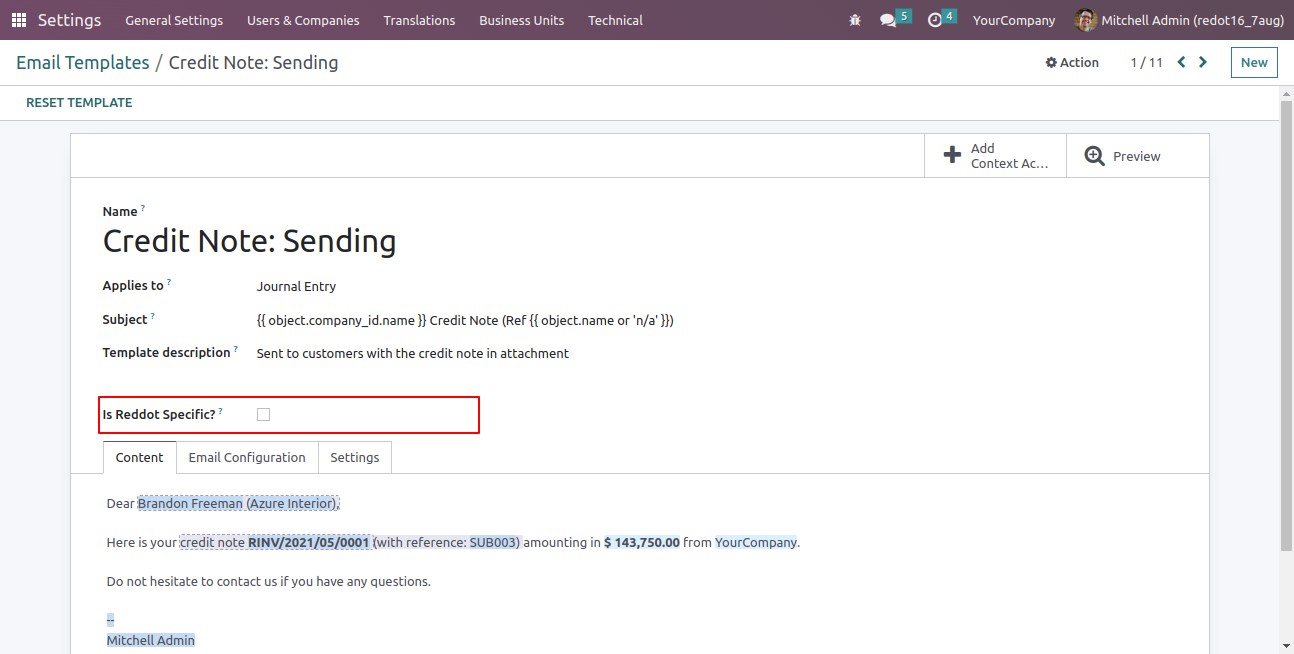 Settings General Settings Users & Companies Translations Business Units Technical 5 4 YourCompany Mitchell Admin (redot16_7aug)
Email Templates / Credit Note: Sending Action 1 / 11 New
RESET TEMPLATE
Add
Context Ac...
Preview
Name ?
Credit Note: Sending
Applies to ? Journal Entry
Subject ? {{ object.company_id.name }} Credit Note (Ref {{ object.name or 'n/a' }})
Template description ? Sent to customers with the credit note in attachment
Is Reddot Specific? ?
Content Email Configuration Settings
Dear Brandon Freeman (Azure Interior),
Here is your credit note RINV/2021/05/0001 (with reference: SUB003) amounting in $ 143,750.00 from YourCompany.
Do not hesitate to contact us if you have any questions.
--
Mitchell Admin